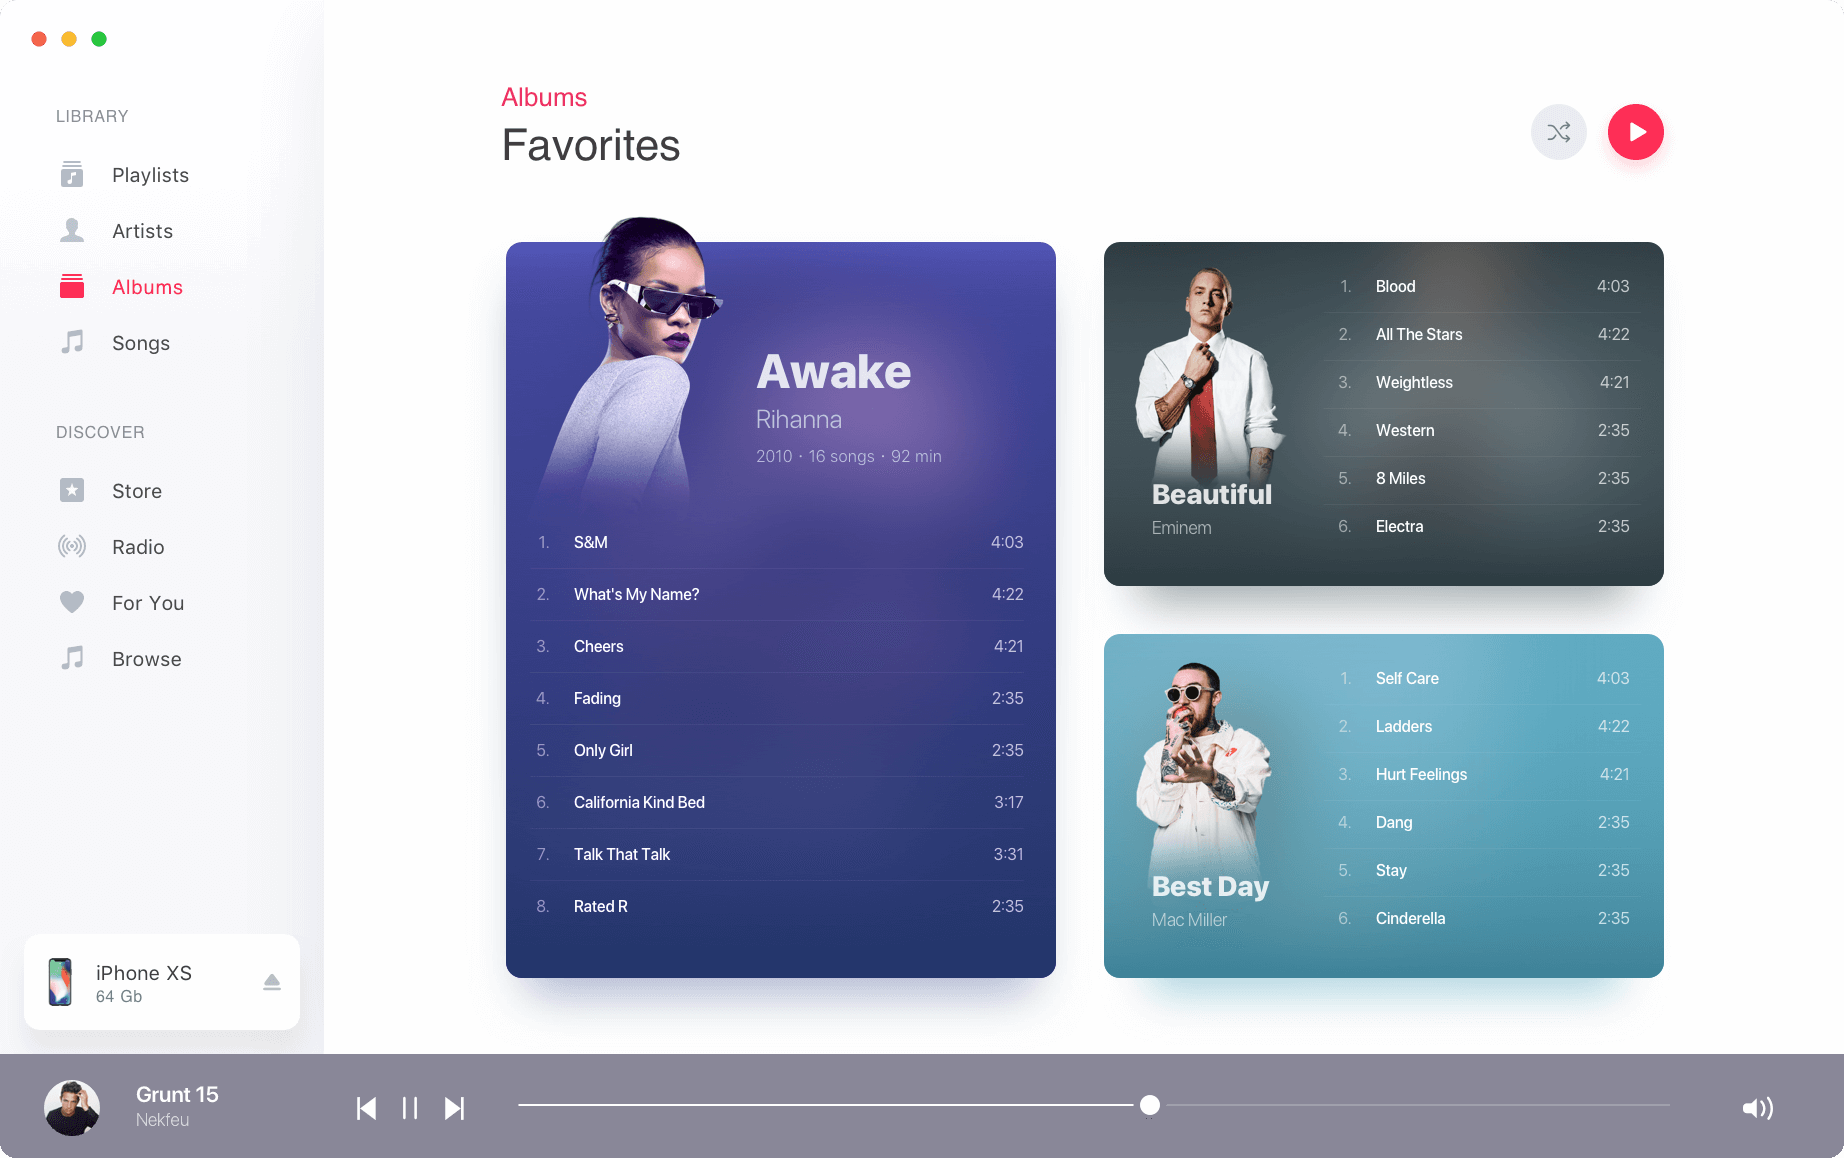 LIBRARY
Playlists
Artists
Albums
Songs
DISCOVER
Store
Radio
For You
Browse
iPhone XS
64 Gb
Albums
Favorites
Awake
Rihanna
2010 · 16 songs · 92 min
1. S&M 4:03
2. What's My Name? 4:22
3. Cheers 4:21
4. Fading 2:35
5. Only Girl 2:35
6. California Kind Bed 3:17
7. Talk That Talk 3:31
8. Rated R 2:35
Beautiful
Eminem
1. Blood 4:03
2. All The Stars 4:22
3. Weightless 4:21
4. Western 2:35
5. 8 Miles 2:35
6. Electra 2:35
Best Day
Mac Miller
1. Self Care 4:03
2. Ladders 4:22
3. Hurt Feelings 4:21
4. Dang 2:35
5. Stay 2:35
6. Cinderella 2:35
Grunt 15
Nekfeu